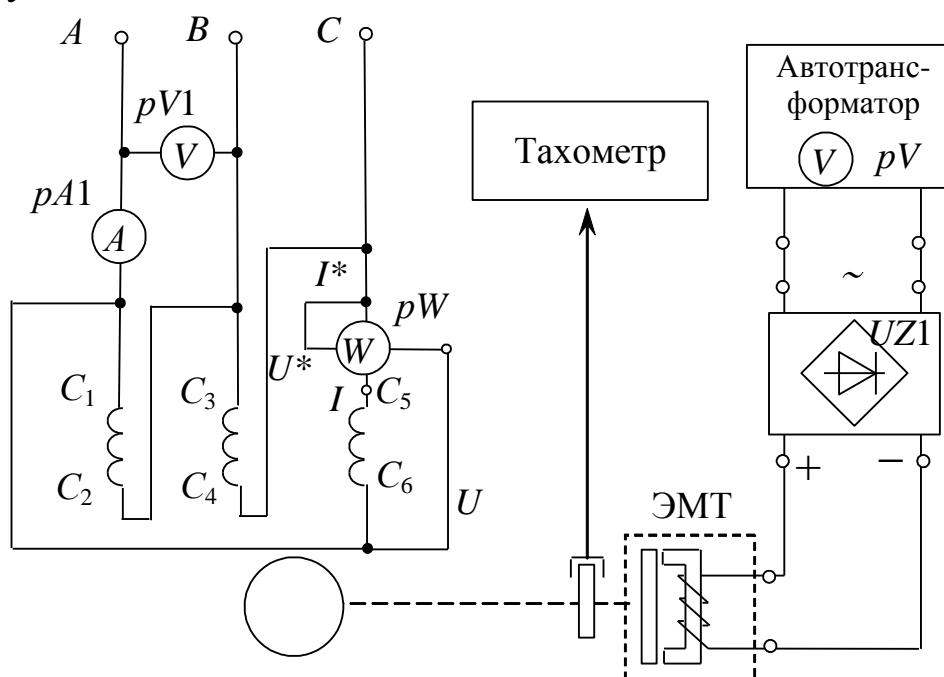 A
B
C
pV1
V
pA1
A
I*
pW
W
U*
I
C1
C2
C3
C4
C5
C6
U
Тахометр
Автотранс-
форматор
V
pV
~
UZ1
+
−
ЭМТ